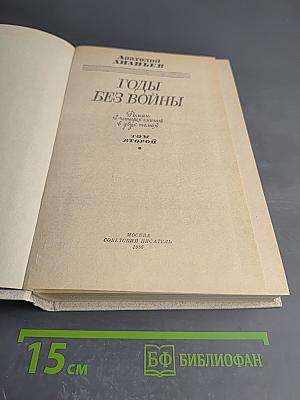 Анатолий
АНАНЬЕВ
ГОДЫ
БЕЗ ВОЙНЫ
Роман
в четырех книгах
в двух томах
ТОМ
ВТОРОЙ
МОСКВА
СОВЕТСКИЙ ПИСАТЕЛЬ
1986
15 см
БФ БИБЛИОФАН